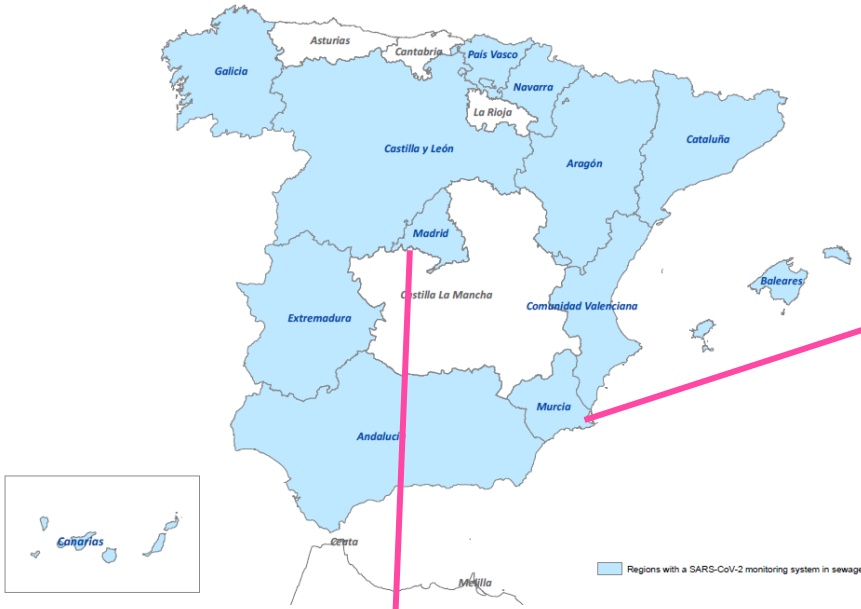 Asturias
Cantabria
País Vasco
Galicia
Navarra
La Rioja
Castilla y León
Cataluña
Aragón
Madrid
Baleares
Castilla La Mancha
Comunidad Valenciana
Extremadura
Murcia
Andalucí
Canarias
Ceuta
Regions with a SARS-CoV-2 monitoring system in sewage
Melilla